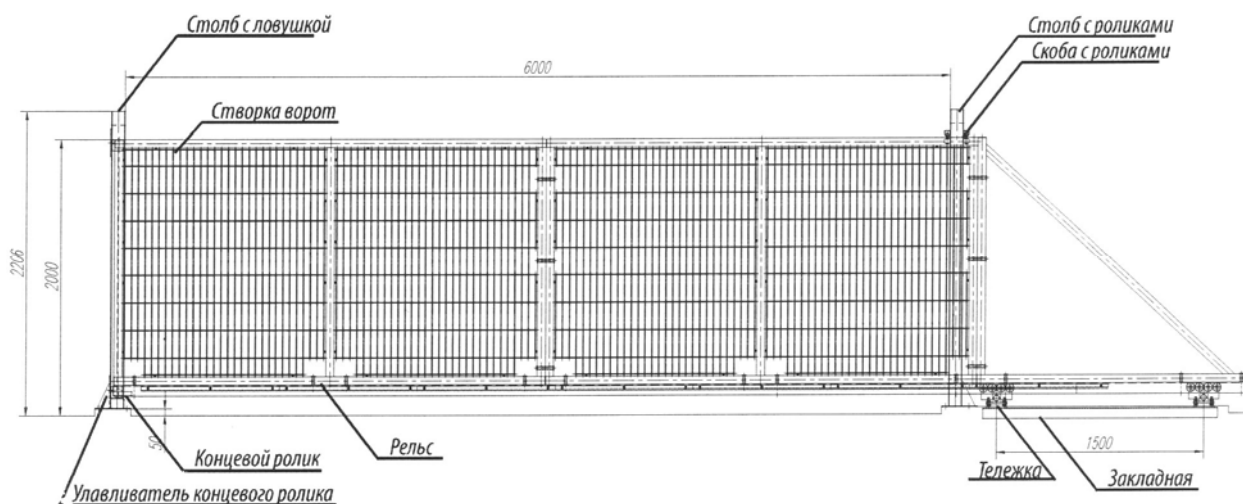 Столб с ловушкой
Столб с роликами
6000
Скоба с роликами
Створка ворот
2206
2000
50
Концевой ролик
Рельс
1500
Тележка
Закладная
Улавливатель концевого ролика